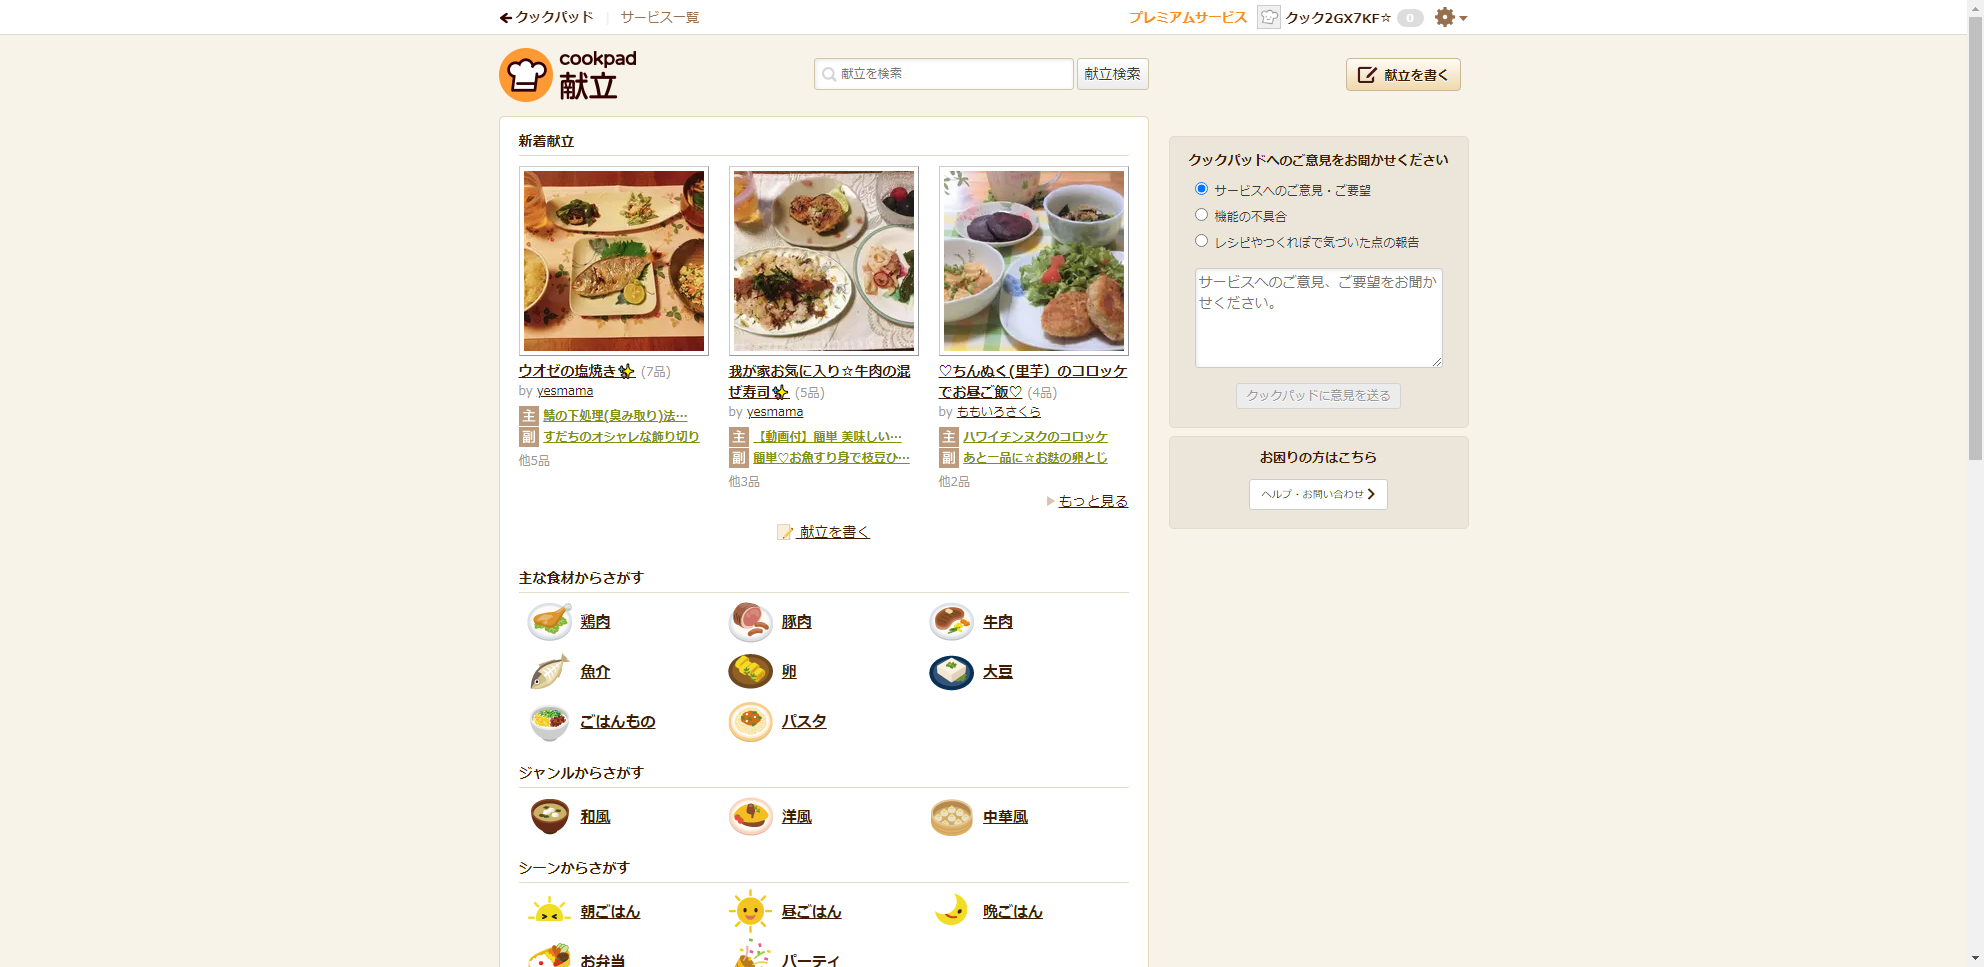 クックパッド
サービス一覧
プレミアムサービス
クック2GX7KF☆
0
cookpad
献立
献立を検索
献立検索
献立を書く
新着献立
ウオゼの塩焼き (7品)
by yesmama
主 鯖の下処理(臭み取り)法…
副 すだちのオシャレな飾り切り
他5品
我が家お気に入り☆牛肉の混
ぜ寿司 (5品)
by yesmama
主 【動画付】簡単 美味しい…
副 簡単♡お魚すり身で枝豆ひ…
他3品
♡ちんぬく(里芋）のコロッケ
でお昼ご飯♡ (4品)
by ももいろさくら
主 ハワイチンヌクのコロッケ
副 あと一品に☆お麩の卵とじ
他2品
もっと見る
献立を書く
主な食材からさがす
鶏肉
豚肉
牛肉
魚介
卵
大豆
ごはんもの
パスタ
ジャンルからさがす
和風
洋風
中華風
シーンからさがす
朝ごはん
昼ごはん
晩ごはん
お弁当
パーティ
クックパッドへのご意見をお聞かせください
サービスへのご意見・ご要望
機能の不具合
レシピやつくれぽで気づいた点の報告
サービスへのご意見、ご要望をお聞か
せください。
クックパッドに意見を送る
お困りの方はこちら
ヘルプ・お問い合わせ